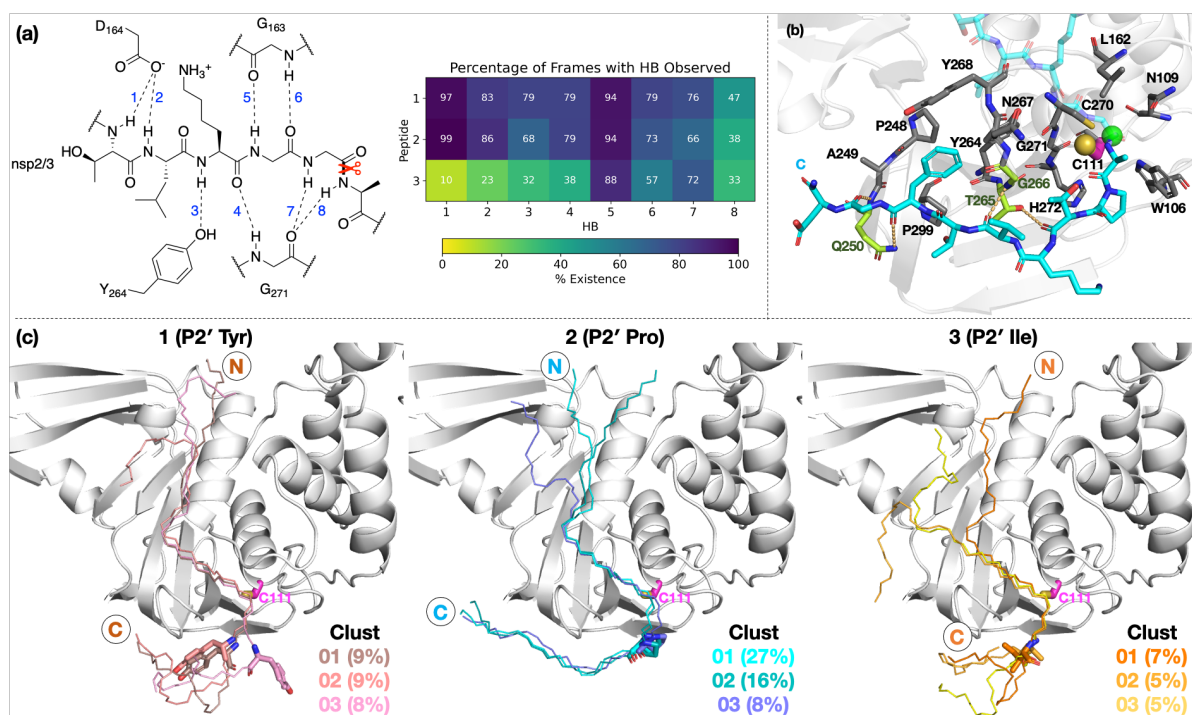 (a)
D164
G163
NH3+
O-
O
H
N
1
2
5
6
H
H
O
H
N
H
O
N
H
O
N
O
nsp2/3
HO
N
H
O
N
H
O
HN
O
3
4
7
8
OH
H
N
O
Y264
G271
Percentage of Frames with HB Observed
1 97 83 79 79 94 79 76 47
2 99 86 68 79 94 73 66 38
3 10 23 32 38 88 57 72 33
Peptide
1 2 3 4 5 6 7 8
HB
0 20 40 60 80 100
% Existence
(b)
L162
Y268
N109
N267
C270
P248
Y264
G271
A249
C111
C
G266
T265
H272
W106
P299
Q250
(c)
1 (P2′ Tyr)
2 (P2′ Pro)
3 (P2′ Ile)
N
N
N
C111
C111
C111
C
C
C
Clust
01 (9%)
02 (9%)
03 (8%)
Clust
01 (27%)
02 (16%)
03 (8%)
Clust
01 (7%)
02 (5%)
03 (5%)